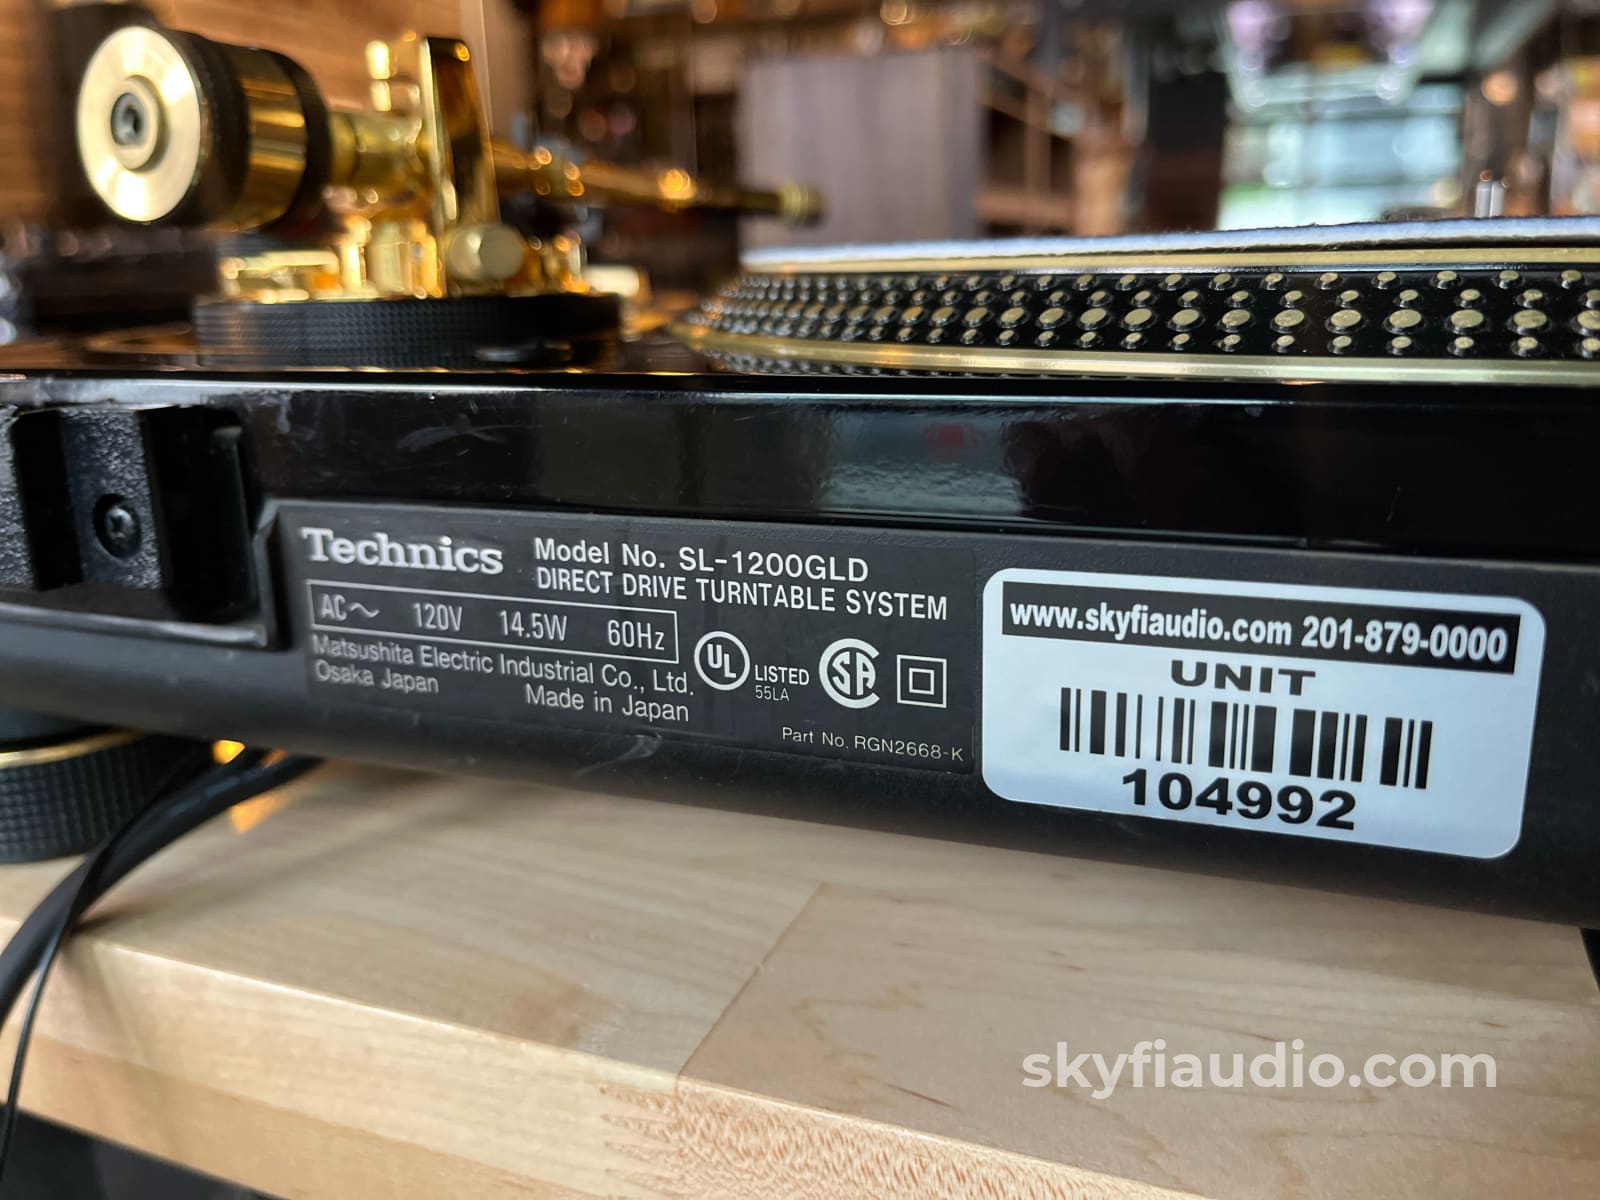 Technics
Model No. SL-1200GLD
DIRECT DRIVE TURNTABLE SYSTEM
AC～ 120V 14.5W 60Hz
Matsushita Electric Industrial Co., Ltd.
Osaka Japan
Made in Japan
UL LISTED
55LA
SA
Part No. RGN2668-K
www.skyfiaudio.com 201-879-0000
UNIT
104992
skyfiaudio.com